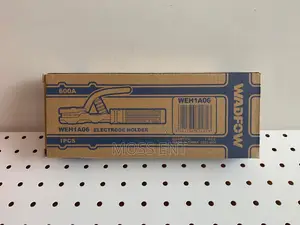 600A
WEH1A06
WADFOW
WEH1A06 ELECTRODE HOLDER
1PCS
MOSS ENT